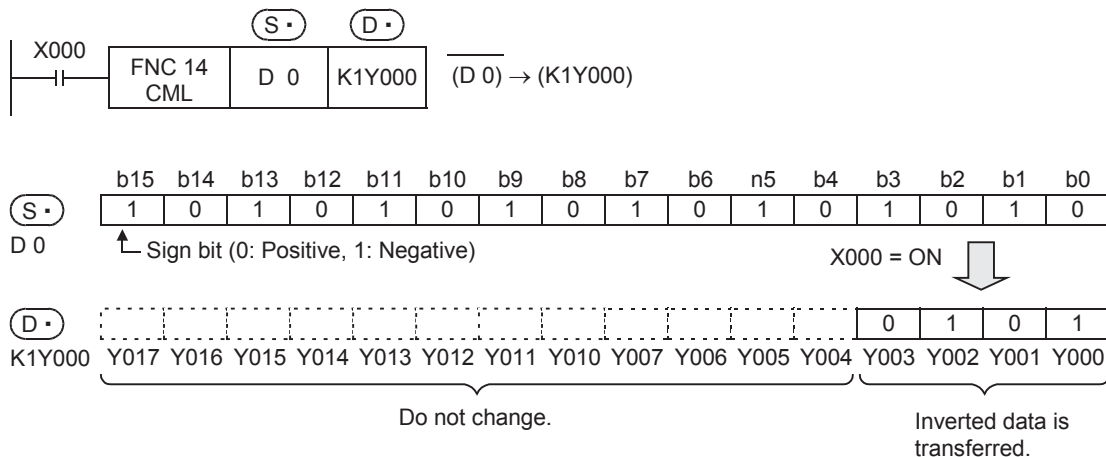 S· D·
X000
FNC 14
CML
D 0
K1Y000
(D 0) → (K1Y000)
b15 b14 b13 b12 b11 b10 b9 b8 b7 b6 n5 b4 b3 b2 b1 b0
S· 1 0 1 0 1 0 1 0 1 0 1 0 1 0 1 0
D 0
Sign bit (0: Positive, 1: Negative)
X000 = ON
D· 0 1 0 1
K1Y000 Y017 Y016 Y015 Y014 Y013 Y012 Y011 Y010 Y007 Y006 Y005 Y004 Y003 Y002 Y001 Y000
Do not change.
Inverted data is
transferred.